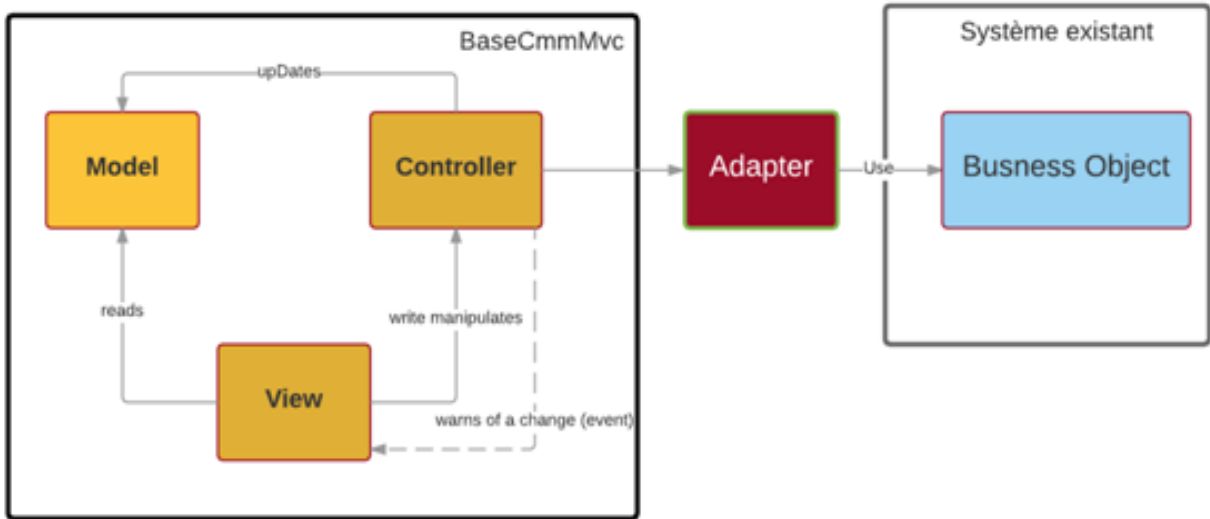 BaseCmmMvc
Système existant
upDates
Model
Controller
Adapter
Use
Busness Object
reads
write manipulates
View
warns of a change (event)